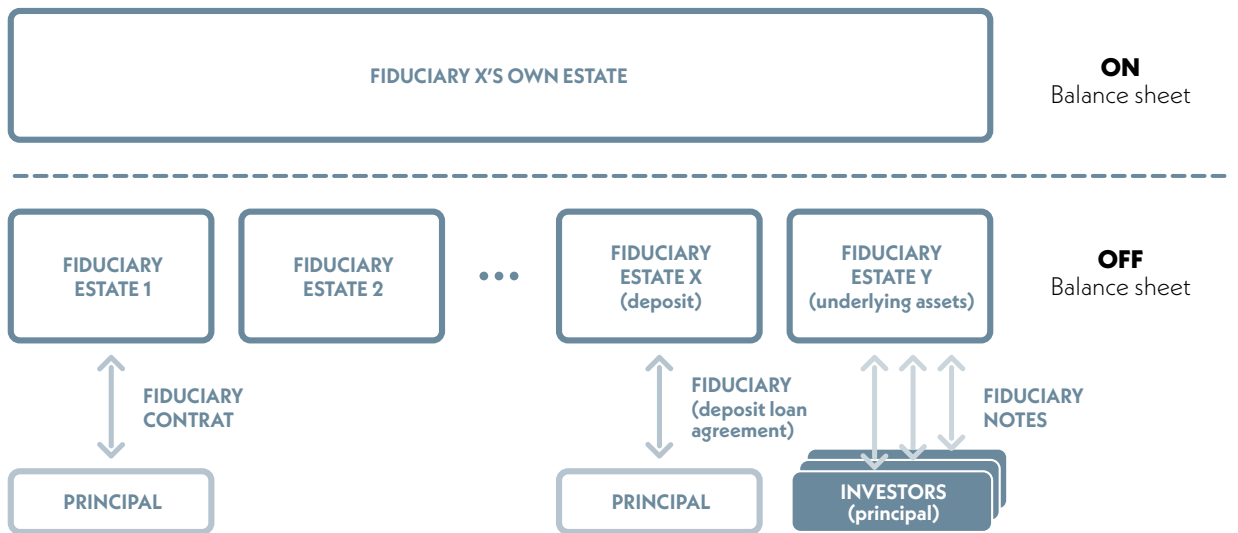 FIDUCIARY X'S OWN ESTATE
ON
Balance sheet
FIDUCIARY
ESTATE 1
FIDUCIARY
ESTATE 2
•••
FIDUCIARY
ESTATE X
(deposit)
FIDUCIARY
ESTATE Y
(underlying assets)
OFF
Balance sheet
FIDUCIARY
CONTRAT
FIDUCIARY
(deposit loan
agreement)
FIDUCIARY
NOTES
PRINCIPAL
PRINCIPAL
INVESTORS
(principal)